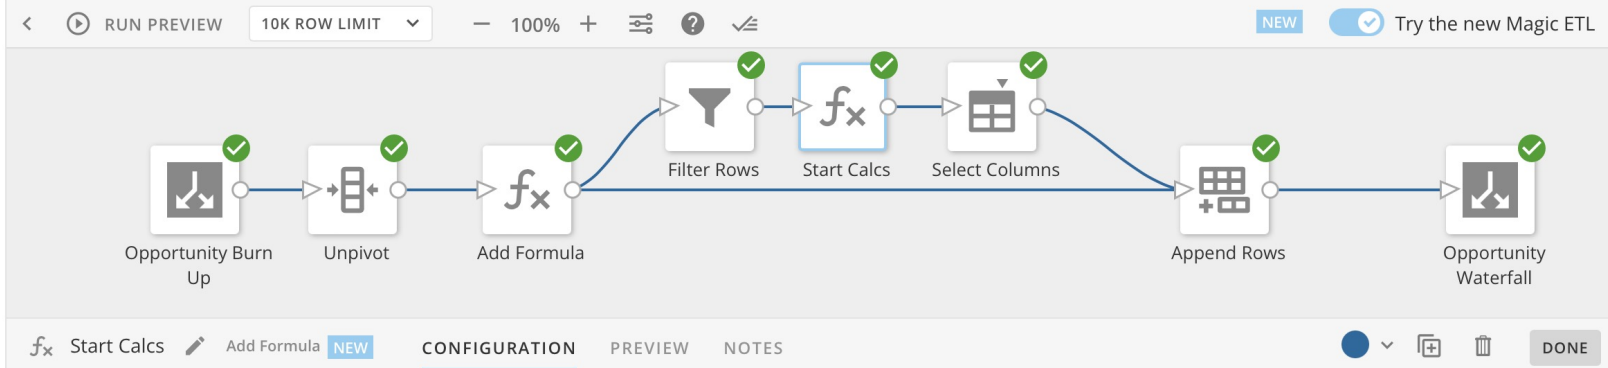 RUN PREVIEW
10K ROW LIMIT
100%
NEW
Try the new Magic ETL
Filter Rows
Start Calcs
Select Columns
Opportunity Burn
Up
Unpivot
Add Formula
Append Rows
Opportunity
Waterfall
Start Calcs
Add Formula
NEW
CONFIGURATION
PREVIEW
NOTES
DONE